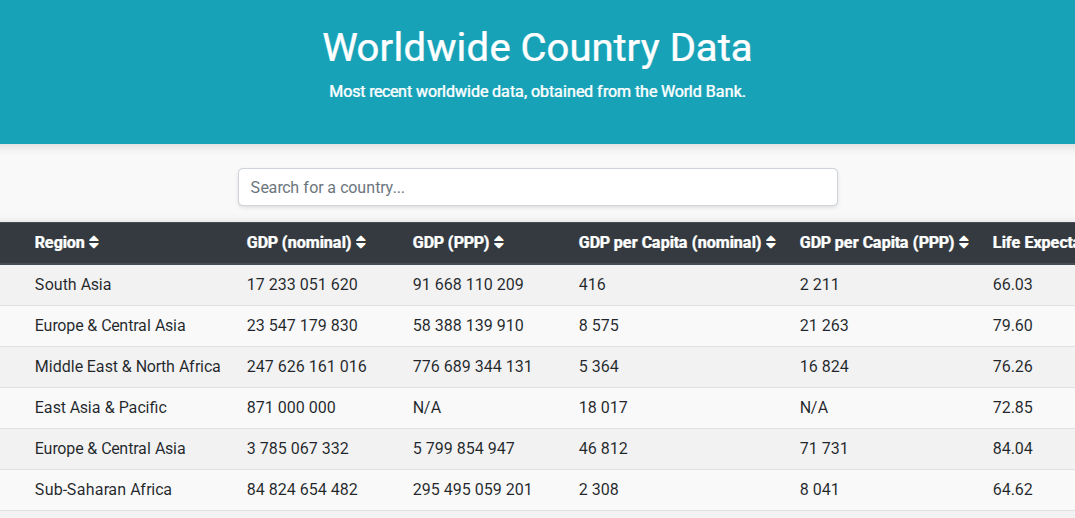 Worldwide Country Data
Most recent worldwide data, obtained from the World Bank.
Search for a country...
Region GDP (nominal) GDP (PPP) GDP per Capita (nominal) GDP per Capita (PPP) Life Expecta
South Asia 17 233 051 620 91 668 110 209 416 2 211 66.03
Europe & Central Asia 23 547 179 830 58 388 139 910 8 575 21 263 79.60
Middle East & North Africa 247 626 161 016 776 689 344 131 5 364 16 824 76.26
East Asia & Pacific 871 000 000 N/A 18 017 N/A 72.85
Europe & Central Asia 3 785 067 332 5 799 854 947 46 812 71 731 84.04
Sub-Saharan Africa 84 824 654 482 295 495 059 201 2 308 8 041 64.62